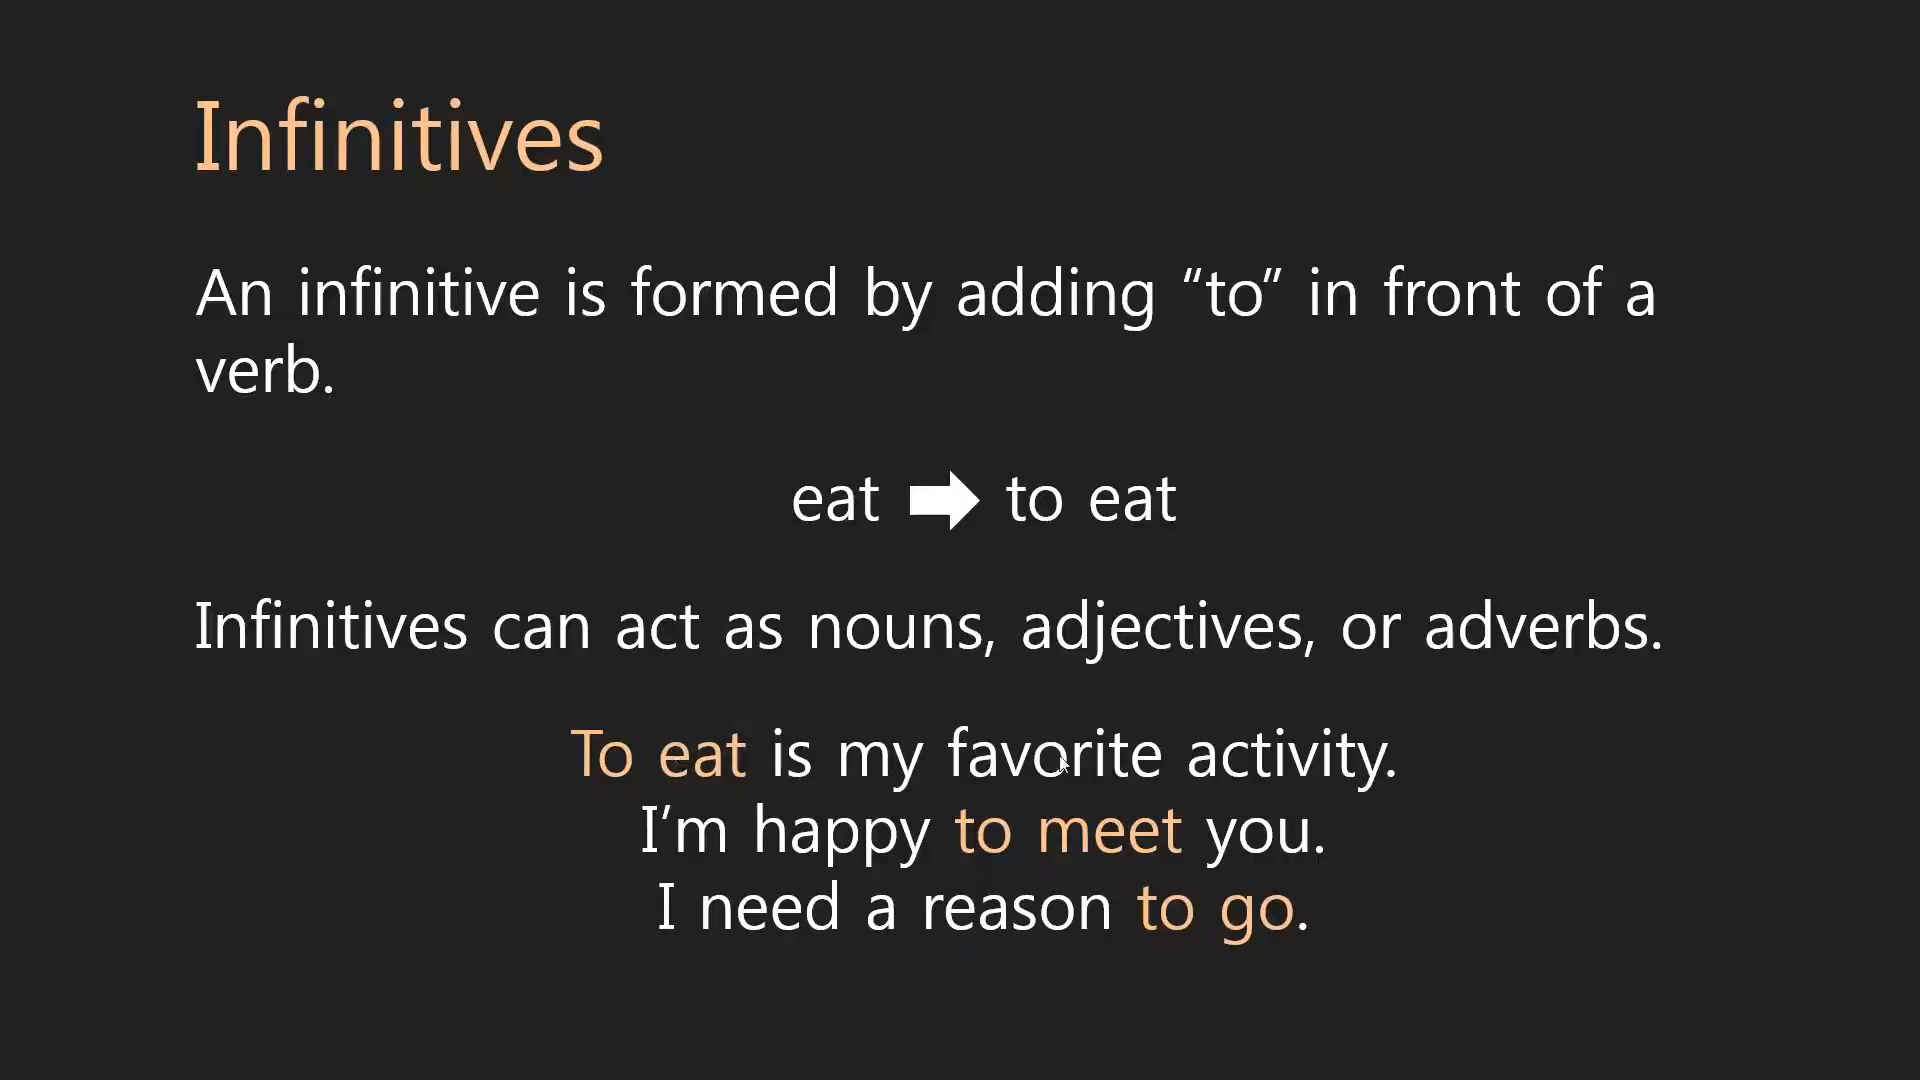 Infinitives
An infinitive is formed by adding “to” in front of a
verb.
eat ➡ to eat
Infinitives can act as nouns, adjectives, or adverbs.
To eat is my favorite activity.
I’m happy to meet you.
I need a reason to go.